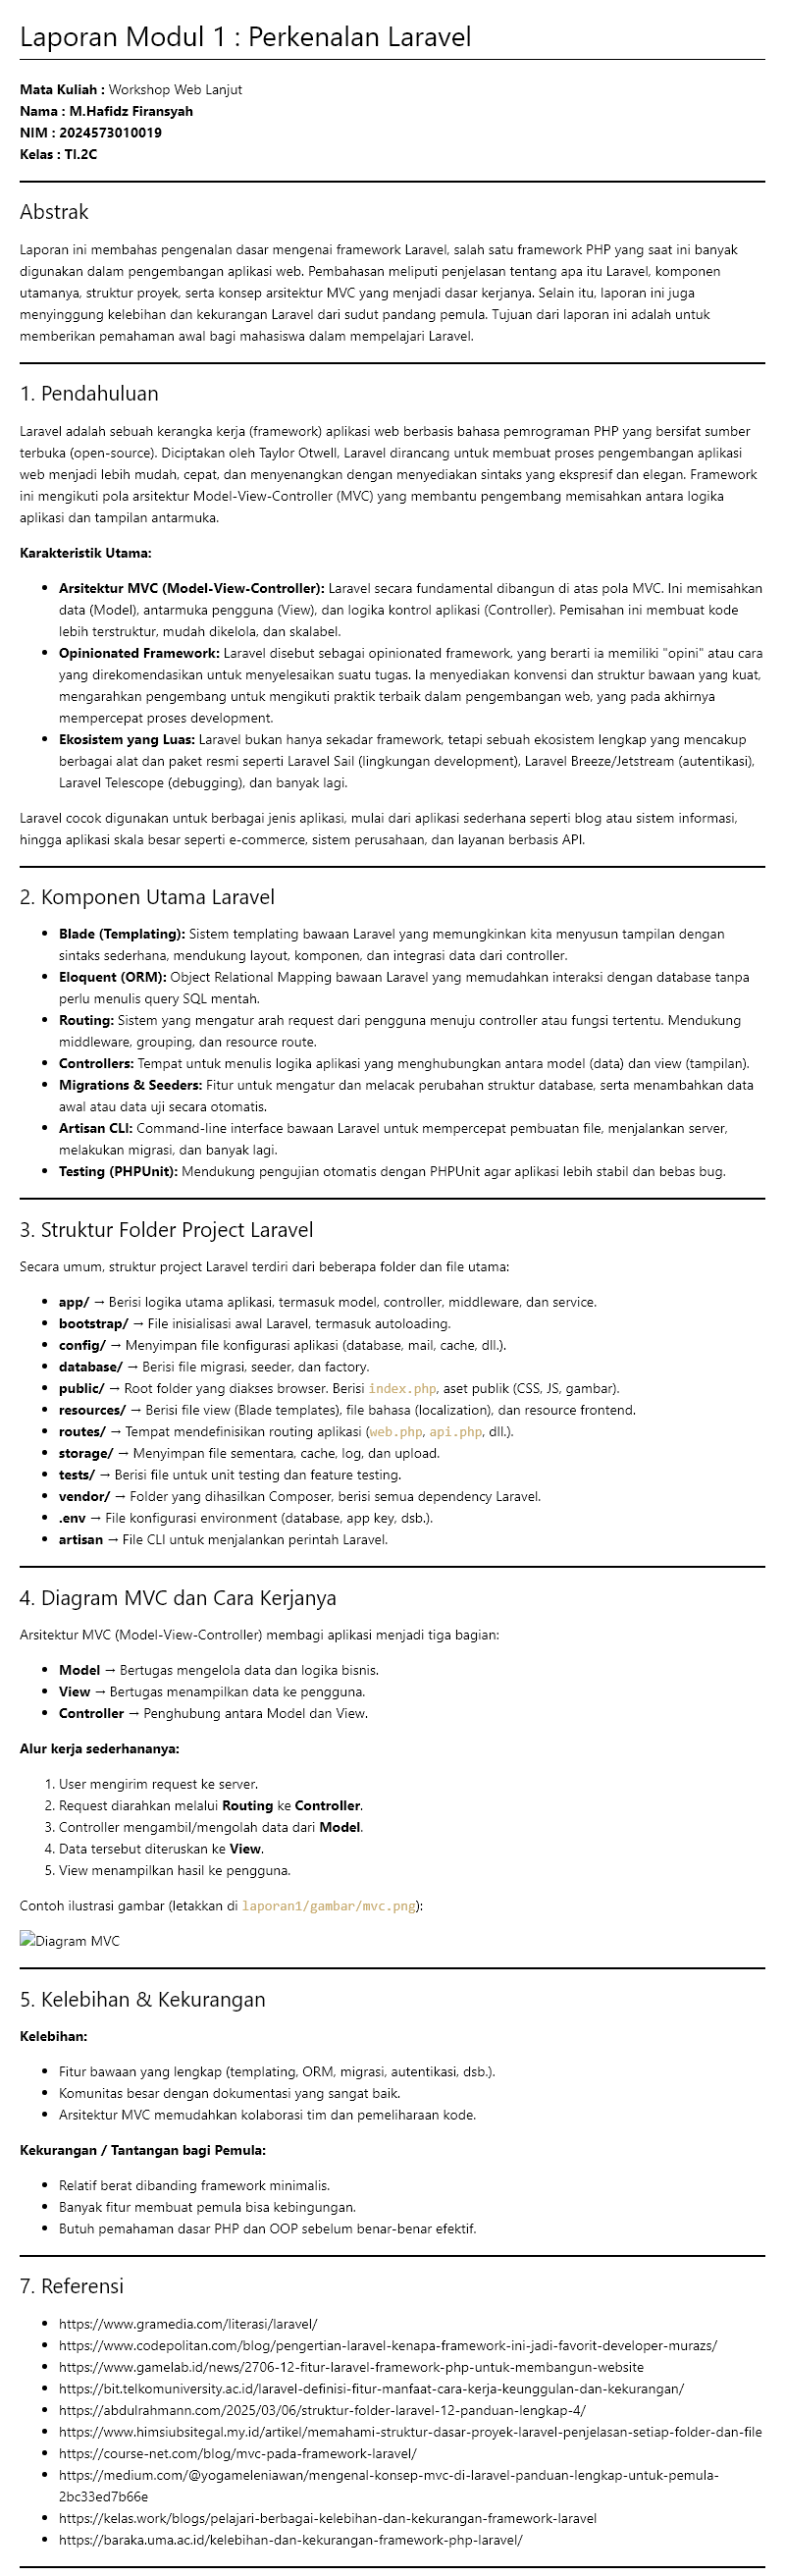 Laporan Modul 1 : Perkenalan Laravel
Mata Kuliah : Workshop Web Lanjut
Nama : M.Hafidz Firansyah
NIM : 2024573010019
Kelas : TI.2C
Abstrak
Laporan ini membahas pengenalan dasar mengenai framework Laravel, salah satu framework PHP yang saat ini banyak
digunakan dalam pengembangan aplikasi web. Pembahasan meliputi penjelasan tentang apa itu Laravel, komponen
utamanya, struktur proyek, serta konsep arsitektur MVC yang menjadi dasar kerjanya. Selain itu, laporan ini juga
menyinggung kelebihan dan kekurangan Laravel dari sudut pandang pemula. Tujuan dari laporan ini adalah untuk
memberikan pemahaman awal bagi mahasiswa dalam mempelajari Laravel.
1. Pendahuluan
Laravel adalah sebuah kerangka kerja (framework) aplikasi web berbasis bahasa pemrograman PHP yang bersifat sumber
terbuka (open-source). Diciptakan oleh Taylor Otwell, Laravel dirancang untuk membuat proses pengembangan aplikasi
web menjadi lebih mudah, cepat, dan menyenangkan dengan menyediakan sintaks yang ekspresif dan elegan. Framework
ini mengikuti pola arsitektur Model-View-Controller (MVC) yang membantu pengembang memisahkan antara logika
aplikasi dan tampilan antarmuka.
Karakteristik Utama:
• Arsitektur MVC (Model-View-Controller): Laravel secara fundamental dibangun di atas pola MVC. Ini memisahkan
data (Model), antarmuka pengguna (View), dan logika kontrol aplikasi (Controller). Pemisahan ini membuat kode
lebih terstruktur, mudah dikelola, dan skalabel.
• Opinionated Framework: Laravel disebut sebagai opinionated framework, yang berarti ia memiliki "opini" atau cara
yang direkomendasikan untuk menyelesaikan suatu tugas. Ia menyediakan konvensi dan struktur bawaan yang kuat,
mengarahkan pengembang untuk mengikuti praktik terbaik dalam pengembangan web, yang pada akhirnya
mempercepat proses development.
• Ekosistem yang Luas: Laravel bukan hanya sekadar framework, tetapi sebuah ekosistem lengkap yang mencakup
berbagai alat dan paket resmi seperti Laravel Sail (lingkungan development), Laravel Breeze/Jetstream (autentikasi),
Laravel Telescope (debugging), dan banyak lagi.
Laravel cocok digunakan untuk berbagai jenis aplikasi, mulai dari aplikasi sederhana seperti blog atau sistem informasi,
hingga aplikasi skala besar seperti e-commerce, sistem perusahaan, dan layanan berbasis API.
2. Komponen Utama Laravel
• Blade (Templating): Sistem templating bawaan Laravel yang memungkinkan kita menyusun tampilan dengan
sintaks sederhana, mendukung layout, komponen, dan integrasi data dari controller.
• Eloquent (ORM): Object Relational Mapping bawaan Laravel yang memudahkan interaksi dengan database tanpa
perlu menulis query SQL mentah.
• Routing: Sistem yang mengatur arah request dari pengguna menuju controller atau fungsi tertentu. Mendukung
middleware, grouping, dan resource route.
• Controllers: Tempat untuk menulis logika aplikasi yang menghubungkan antara model (data) dan view (tampilan).
• Migrations & Seeders: Fitur untuk mengatur dan melacak perubahan struktur database, serta menambahkan data
awal atau data uji secara otomatis.
• Artisan CLI: Command-line interface bawaan Laravel untuk mempercepat pembuatan file, menjalankan server,
melakukan migrasi, dan banyak lagi.
• Testing (PHPUnit): Mendukung pengujian otomatis dengan PHPUnit agar aplikasi lebih stabil dan bebas bug.
3. Struktur Folder Project Laravel
Secara umum, struktur project Laravel terdiri dari beberapa folder dan file utama:
• app/ → Berisi logika utama aplikasi, termasuk model, controller, middleware, dan service.
• bootstrap/ → File inisialisasi awal Laravel, termasuk autoloading.
• config/ → Menyimpan file konfigurasi aplikasi (database, mail, cache, dll.).
• database/ → Berisi file migrasi, seeder, dan factory.
• public/ → Root folder yang diakses browser. Berisi index.php, aset publik (CSS, JS, gambar).
• resources/ → Berisi file view (Blade templates), file bahasa (localization), dan resource frontend.
• routes/ → Tempat mendefinisikan routing aplikasi (web.php, api.php, dll.).
• storage/ → Menyimpan file sementara, cache, log, dan upload.
• tests/ → Berisi file untuk unit testing dan feature testing.
• vendor/ → Folder yang dihasilkan Composer, berisi semua dependency Laravel.
• .env → File konfigurasi environment (database, app key, dsb.).
• artisan → File CLI untuk menjalankan perintah Laravel.
4. Diagram MVC dan Cara Kerjanya
Arsitektur MVC (Model-View-Controller) membagi aplikasi menjadi tiga bagian:
• Model → Bertugas mengelola data dan logika bisnis.
• View → Bertugas menampilkan data ke pengguna.
• Controller → Penghubung antara Model dan View.
Alur kerja sederhananya:
1. User mengirim request ke server.
2. Request diarahkan melalui Routing ke Controller.
3. Controller mengambil/mengolah data dari Model.
4. Data tersebut diteruskan ke View.
5. View menampilkan hasil ke pengguna.
Contoh ilustrasi gambar (letakkan di laporan1/gambar/mvc.png):
Diagram MVC
5. Kelebihan & Kekurangan
Kelebihan:
• Fitur bawaan yang lengkap (templating, ORM, migrasi, autentikasi, dsb.).
• Komunitas besar dengan dokumentasi yang sangat baik.
• Arsitektur MVC memudahkan kolaborasi tim dan pemeliharaan kode.
Kekurangan / Tantangan bagi Pemula:
• Relatif berat dibanding framework minimalis.
• Banyak fitur membuat pemula bisa kebingungan.
• Butuh pemahaman dasar PHP dan OOP sebelum benar-benar efektif.
7. Referensi
• https://www.gramedia.com/literasi/laravel/
• https://www.codepolitan.com/blog/pengertian-laravel-kenapa-framework-ini-jadi-favorit-developer-murazs/
• https://www.gamelab.id/news/2706-12-fitur-laravel-framework-php-untuk-membangun-website
• https://bit.telkomuniversity.ac.id/laravel-definisi-fitur-manfaat-cara-kerja-keunggulan-dan-kekurangan/
• https://abdulrahmann.com/2025/03/06/struktur-folder-laravel-12-panduan-lengkap-4/
• https://www.himsiubsitegal.my.id/artikel/memahami-struktur-dasar-proyek-laravel-penjelasan-setiap-folder-dan-file
• https://course-net.com/blog/mvc-pada-framework-laravel/
• https://medium.com/@yogameleniawan/mengenal-konsep-mvc-di-laravel-panduan-lengkap-untuk-pemula-
2bc33ed7b66e
• https://kelas.work/blogs/pelajari-berbagai-kelebihan-dan-kekurangan-framework-laravel
• https://baraka.uma.ac.id/kelebihan-dan-kekurangan-framework-php-laravel/